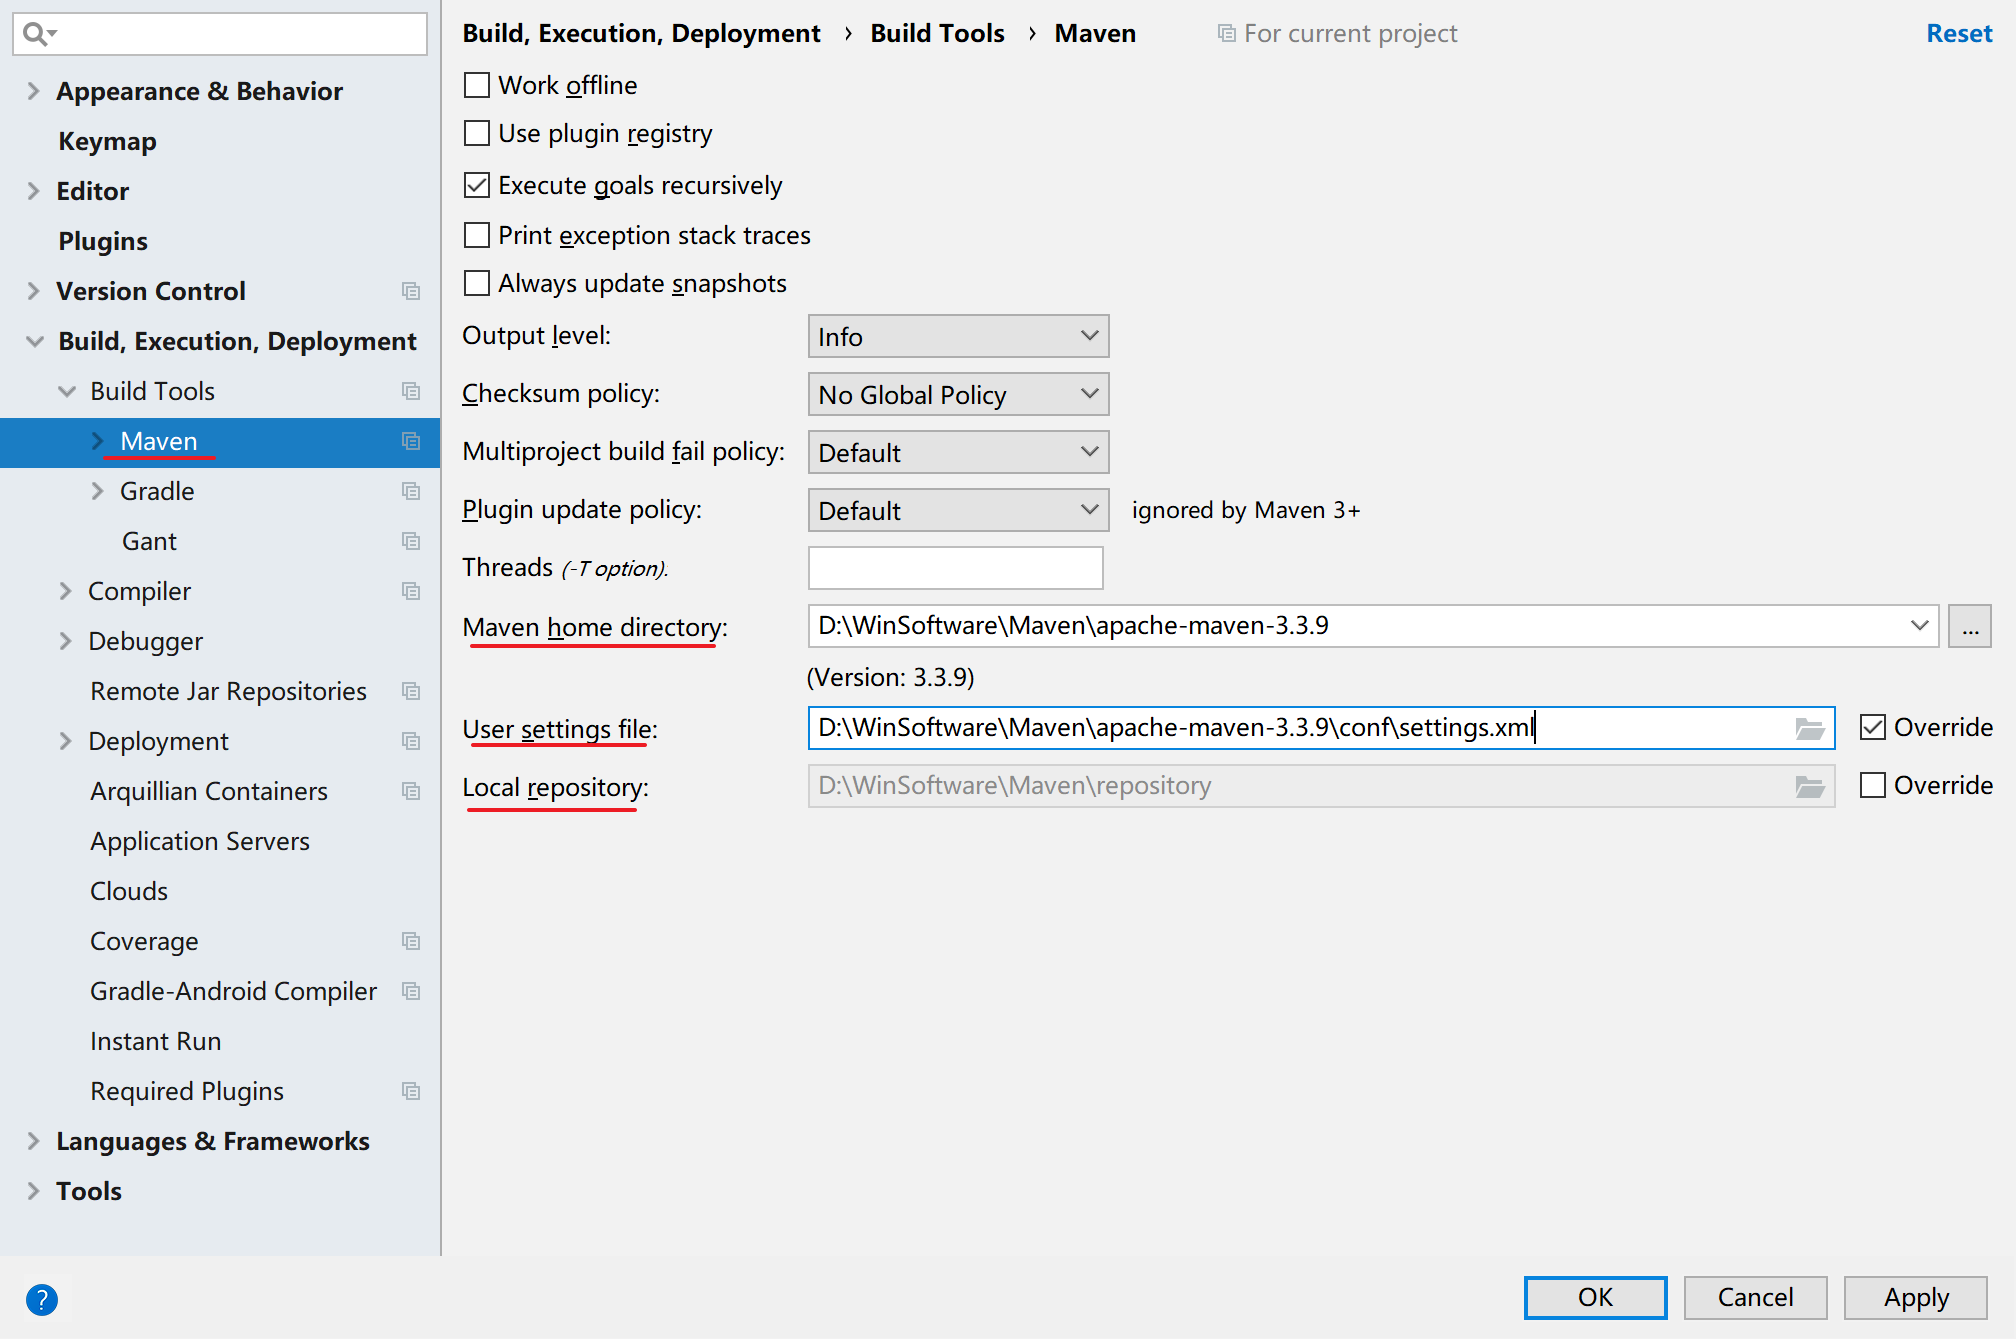 Appearance & Behavior
Keymap
Editor
Plugins
Version Control
Build, Execution, Deployment
Build Tools
Maven
Gradle
Gant
Compiler
Debugger
Remote Jar Repositories
Deployment
Arquillian Containers
Application Servers
Clouds
Coverage
Gradle-Android Compiler
Instant Run
Required Plugins
Languages & Frameworks
Tools
Build, Execution, Deployment › Build Tools › Maven For current project Reset
Work offline
Use plugin registry
Execute goals recursively
Print exception stack traces
Always update snapshots
Output level: Info
Checksum policy: No Global Policy
Multiproject build fail policy: Default
Plugin update policy: Default ignored by Maven 3+
Threads (-T option).
Maven home directory: D:\WinSoftware\Maven\apache-maven-3.3.9 ...
(Version: 3.3.9)
User settings file: D:\WinSoftware\Maven\apache-maven-3.3.9\conf\settings.xml Override
Local repository: D:\WinSoftware\Maven\repository Override
? OK Cancel Apply